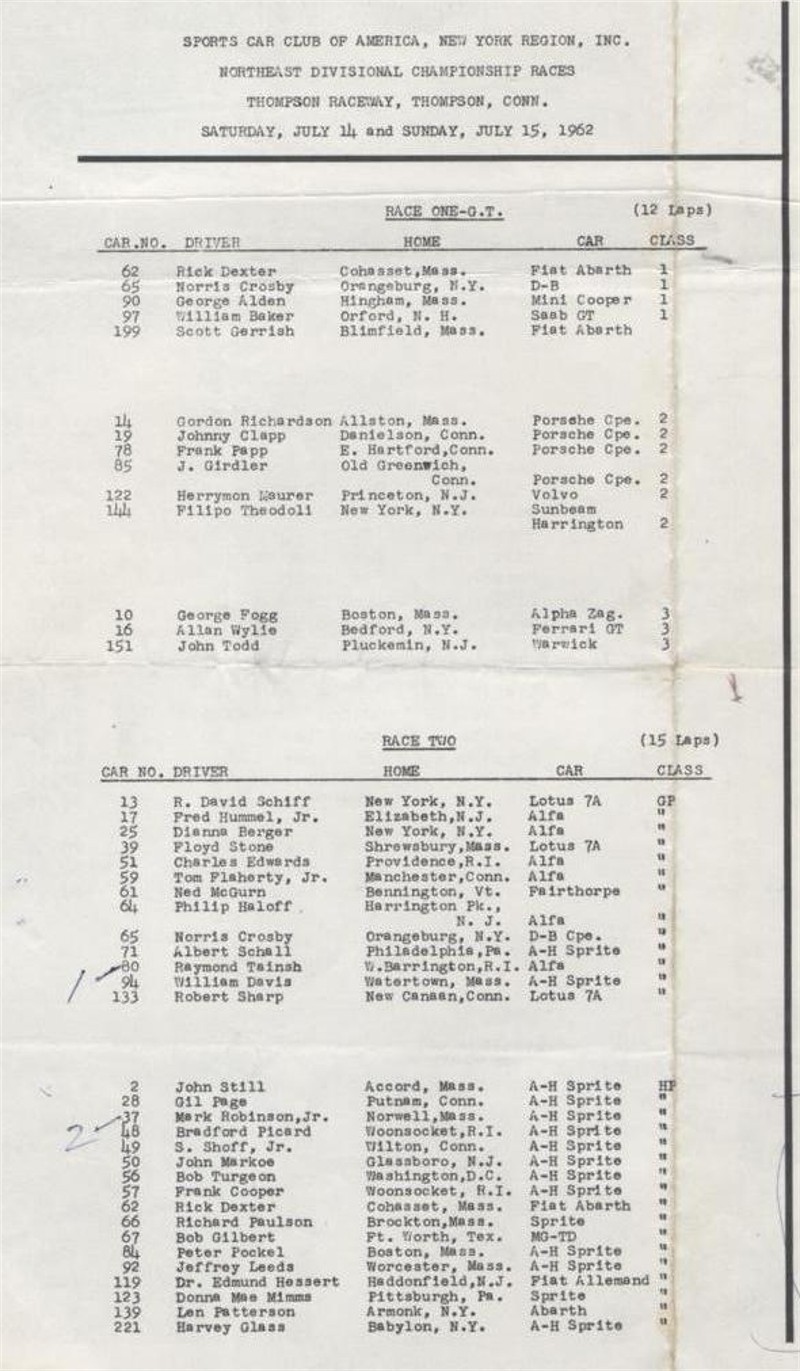 SPORTS CAR CLUB OF AMERICA, NEW YORK REGION, INC.
NORTHEAST DIVISIONAL CHAMPIONSHIP RACES
THOMPSON RACEWAY, THOMPSON, CONN.
SATURDAY, JULY 14 and SUNDAY, JULY 15, 1962
RACE ONE-G.T. (12 Laps)
CAR.NO. DRIVER HOME CAR CLASS
62 Rick Dexter Cohasset,Mass. Fiat Abarth 1
65 Norris Crosby Orangeburg, N.Y. D-B 1
90 George Alden Hingham, Mass. Mini Cooper 1
97 William Baker Orford, N. H. Saab GT 1
199 Scott Gerrish Blimfield, Mass. Fiat Abarth
14 Gordon Richardson Allston, Mass. Porsche Cpe. 2
19 Johnny Clapp Danielson, Conn. Porsche Cpe. 2
78 Frank Papp E. Hartford,Conn. Porsche Cpe. 2
85 J. Girdler Old Greenwich,
Conn. Porsche Cpe. 2
122 Herrymon Maurer Princeton, N.J. Volvo 2
144 Filipo Theodoli New York, N.Y. Sunbeam
Harrington 2
10 George Fogg Boston, Mass. Alpha Zag. 3
16 Allan Wylie Bedford, N.Y. Ferrari GT 3
151 John Todd Pluckemin, N.J. Warwick 3
RACE TWO (15 Laps)
CAR NO. DRIVER HOME CAR CLASS
13 R. David Schiff New York, N.Y. Lotus 7A GP
17 Fred Hummel, Jr. Elizabeth,N.J. Alfa "
25 Dianna Berger New York, N.Y. Alfa "
39 Floyd Stone Shrewsbury,Mass. Lotus 7A "
51 Charles Edwards Providence,R.I. Alfa "
59 Tom Flaherty, Jr. Manchester,Conn. Alfa "
61 Ned McGurn Bennington, Vt. Fairthorpe "
64 Philip Haloff Harrington Pk.,
N. J. Alfa "
65 Norris Crosby Orangeburg, N.Y. D-B Cpe. "
71 Albert Schall Philadelphia,Pa. A-H Sprite "
80 Raymond Tainsh W.Barrington,R.I. Alfa "
1 94 William Davis Watertown, Mass. A-H Sprite "
133 Robert Sharp New Canaan,Conn. Lotus 7A "
2 John Still Accord, Mass. A-H Sprite HP
28 Gil Page Putnam, Conn. A-H Sprite "
37 Mark Robinson,Jr. Norwell,Mass. A-H Sprite "
2 48 Bradford Picard Woonsocket,R.I. A-H Sprite "
49 S. Shoff, Jr. Wilton, Conn. A-H Sprite "
50 John Markoe Glassboro, N.J. A-H Sprite "
56 Bob Turgeon Washington,D.C. A-H Sprite "
57 Frank Cooper Woonsocket, R.I. A-H Sprite "
62 Rick Dexter Cohasset, Mass. Fiat Abarth "
66 Richard Paulson Brockton,Mass. Sprite "
67 Bob Gilbert Ft. Worth, Tex. MG-TD "
84 Peter Pockel Boston, Mass. A-H Sprite "
92 Jeffrey Leeds Worcester, Mass. A-H Sprite "
119 Dr. Edmund Hessert Haddonfield,N.J. Fiat Allemand "
123 Donna Mae Mimms Pittsburgh, Pa. Sprite "
139 Len Patterson Armonk, N.Y. Abarth "
221 Harvey Glass Babylon, N.Y. A-H Sprite "